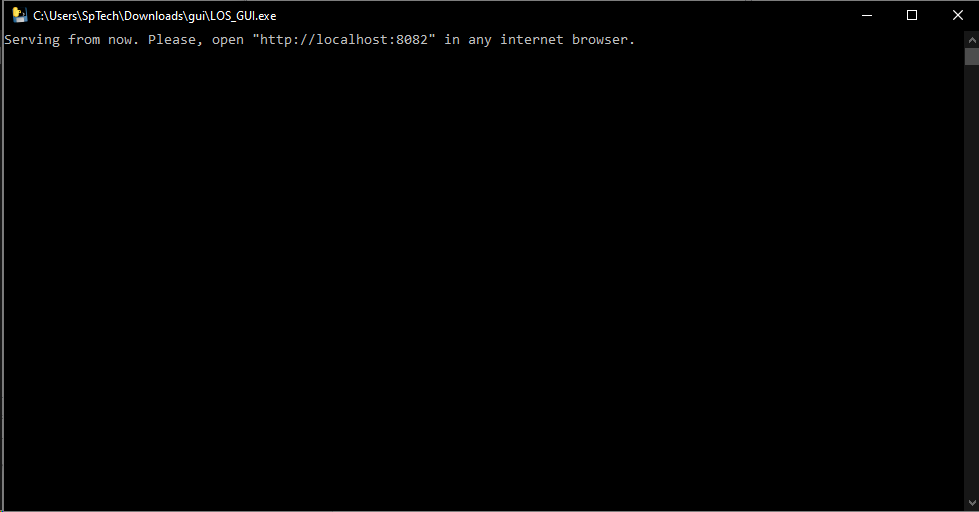 C:\Users\SpTech\Downloads\gui\LOS_GUI.exe
Serving from now. Please, open "http://localhost:8082" in any internet browser.